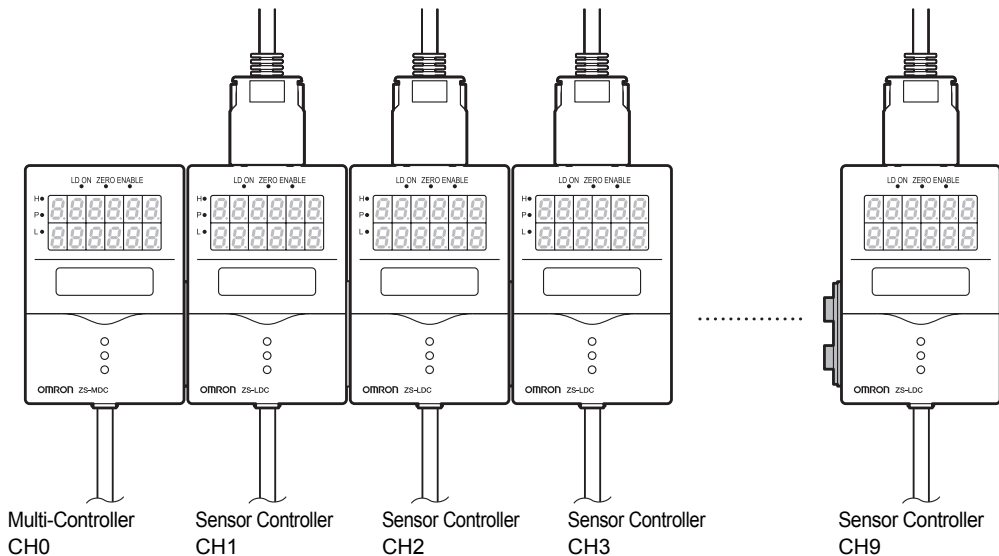 LD ON ZERO ENABLE
H
P
L
OMRON ZS-MDC
LD ON ZERO ENABLE
H
P
L
OMRON ZS-LDC
LD ON ZERO ENABLE
H
P
L
OMRON ZS-LDC
LD ON ZERO ENABLE
H
P
L
OMRON ZS-LDC
LD ON ZERO ENABLE
OMRON ZS-LDC
Multi-Controller
CH0
Sensor Controller
CH1
Sensor Controller
CH2
Sensor Controller
CH3
Sensor Controller
CH9